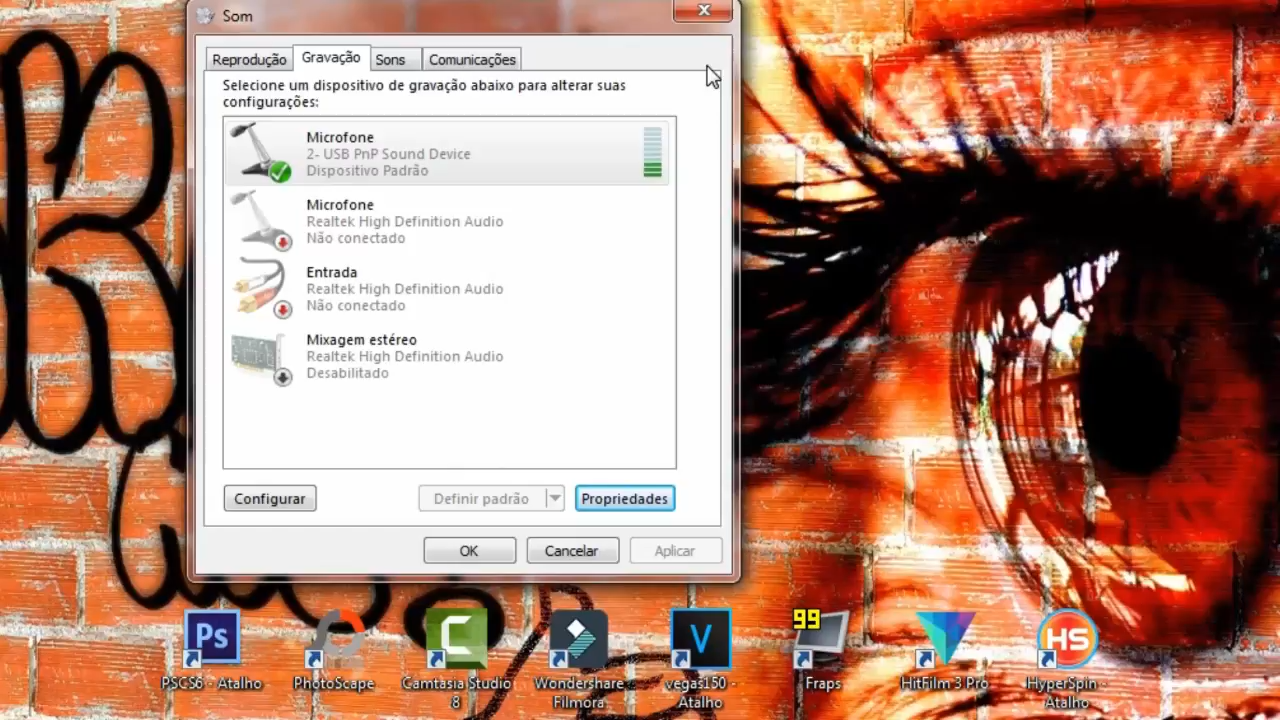 Som
Reprodução
Gravação
Sons
Comunicações
Selecione um dispositivo de gravação abaixo para alterar suas
configurações:
Microfone
2- USB PnP Sound Device
Dispositivo Padrão
Microfone
Realtek High Definition Audio
Não conectado
Entrada
Realtek High Definition Audio
Não conectado
Mixagem estéreo
Realtek High Definition Audio
Desabilitado
Configurar
Definir padrão
Propriedades
OK
Cancelar
Aplicar
Ps
C
V
99
HS
PSCS6 - Atalho
PhotoScape
Camtasia Studio
8
Wondershare
Filmora
vegas150 -
Atalho
Fraps
HitFilm 3 Pro
HyperSpin -
Atalho